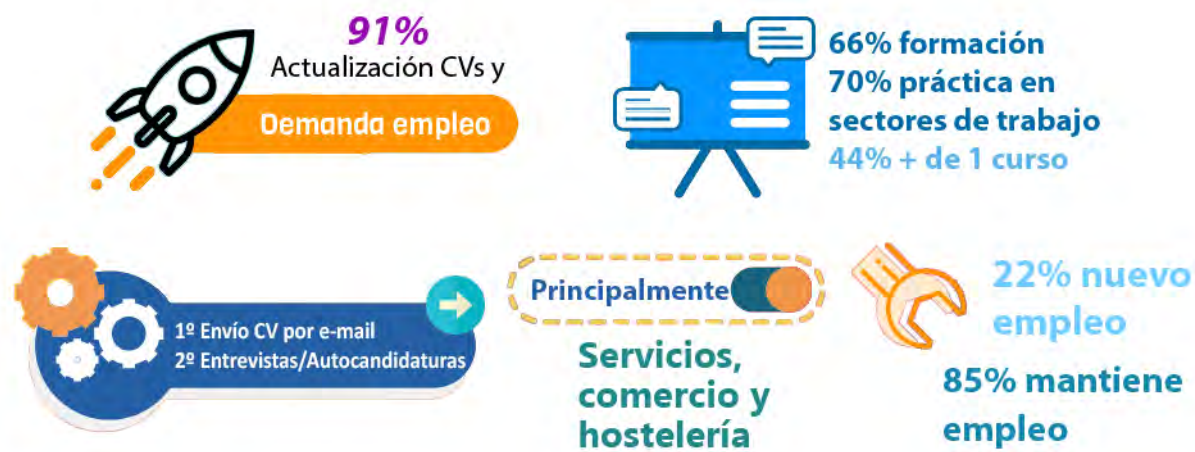 91%
Actualización CVs y
Demanda empleo
66% formación
70% práctica en
sectores de trabajo
44% + de 1 curso
1º Envío CV por e-mail
2º Entrevistas/Autocandidaturas
Principalmente
Servicios,
comercio y
hostelería
22% nuevo
empleo
85% mantiene
empleo